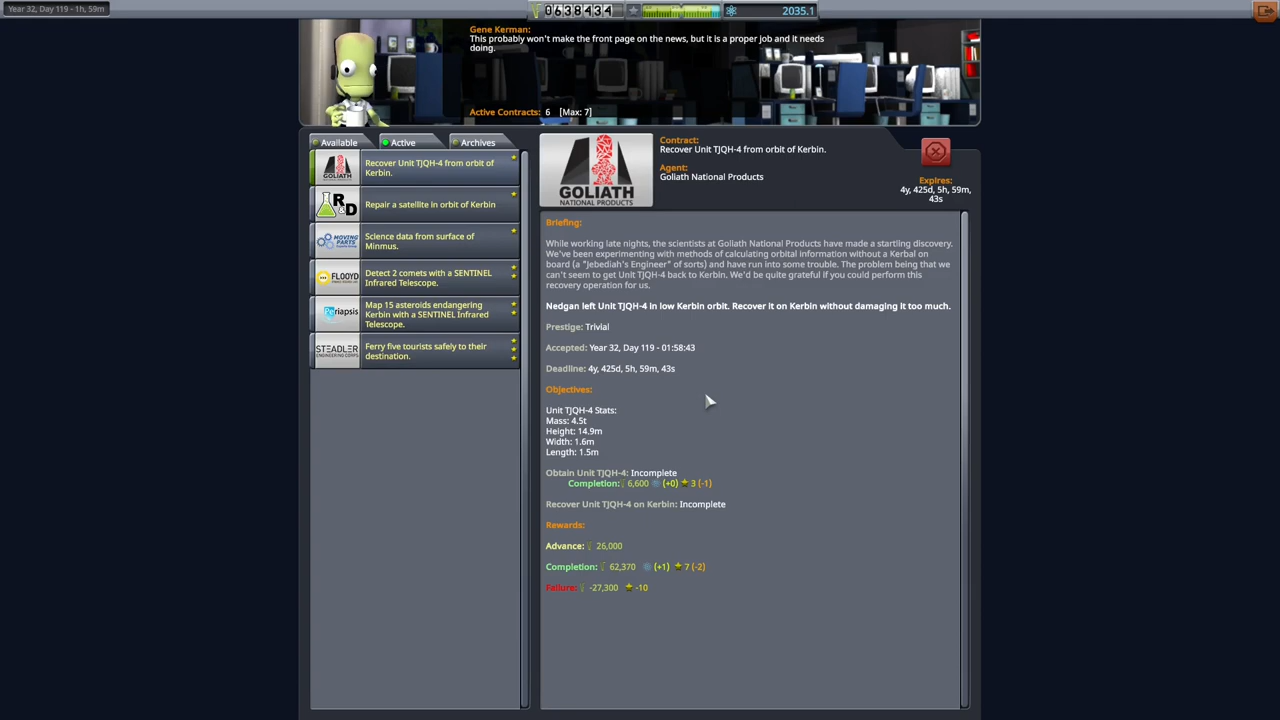 Year 32, Day 119 - 1h, 59m
0638434
2035.1
Gene Kerman:
This probably won't make the front page on the news, but it is a proper job and it needs
doing.
Active Contracts: 6 [Max: 7]
Available
Active
Archives
Recover Unit TJQH-4 from orbit of
Kerbin.
R&D
Repair a satellite in orbit of Kerbin
MOVING
PARTS
Science data from surface of
Minmus.
FLOOYD
Detect 2 comets with a SENTINEL
Infrared Telescope.
Periapsis
Map 15 asteroids endangering
Kerbin with a SENTINEL Infrared
Telescope.
STEADLER
ENGINEERING CORPS
Ferry five tourists safely to their
destination.
GOLIATH
NATIONAL PRODUCTS
Contract:
Recover Unit TJQH-4 from orbit of Kerbin.
Agent:
Goliath National Products
Expires:
4y, 425d, 5h, 59m,
43s
Briefing:
While working late nights, the scientists at Goliath National Products have made a startling discovery.
We've been experimenting with methods of calculating orbital information without a Kerbal on
board (a "Jebediah's Engineer" of sorts) and have run into some trouble. The problem being that we
can't seem to get Unit TJQH-4 back to Kerbin. We'd be quite grateful if you could perform this
recovery operation for us.
Nedgan left Unit TJQH-4 in low Kerbin orbit. Recover it on Kerbin without damaging it too much.
Prestige: Trivial
Accepted: Year 32, Day 119 - 01:58:43
Deadline: 4y, 425d, 5h, 59m, 43s
Objectives:
Unit TJQH-4 Stats:
Mass: 4.5t
Height: 14.9m
Width: 1.6m
Length: 1.5m
Obtain Unit TJQH-4: Incomplete
Completion: 6,600 (+0) 3 (-1)
Recover Unit TJQH-4 on Kerbin: Incomplete
Rewards:
Advance: 26,000
Completion: 62,370 (+1) 7 (-2)
Failure: -27,300 -10